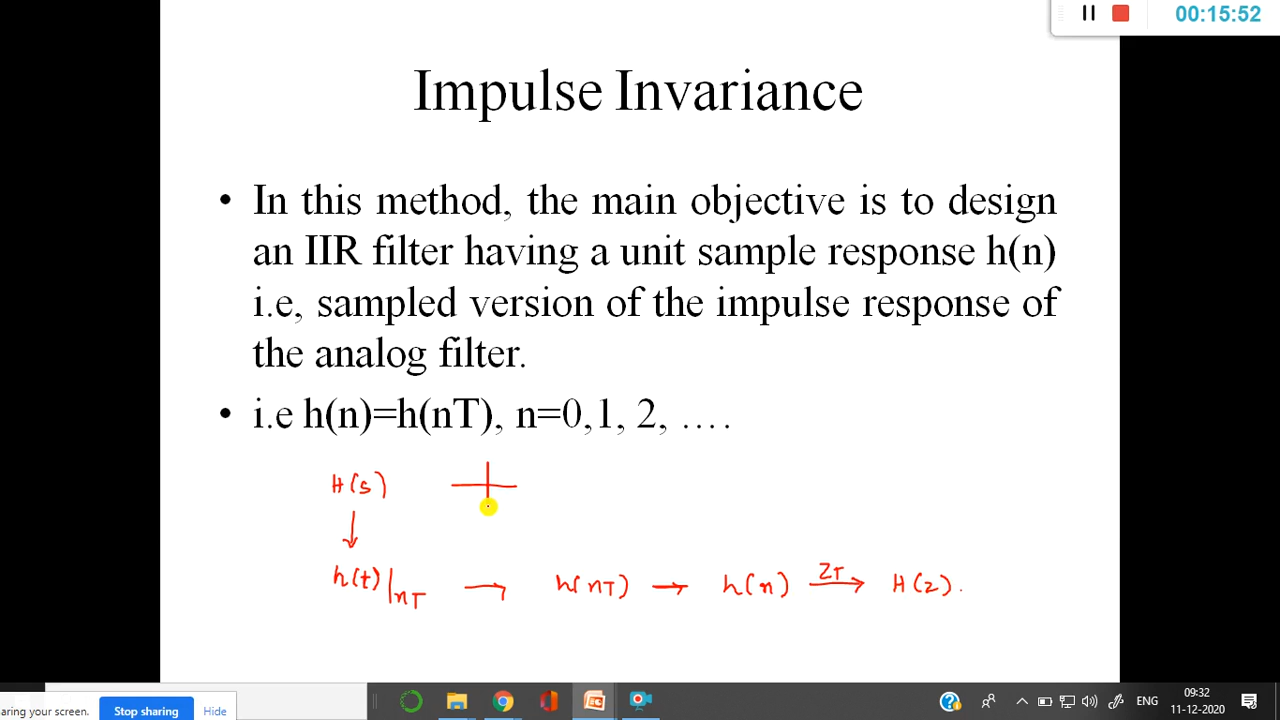 00:15:52
Impulse Invariance
• In this method, the main objective is to design
an IIR filter having a unit sample response h(n)
i.e, sampled version of the impulse response of
the analog filter.
• i.e h(n)=h(nT), n=0,1, 2, ….
H(s)
↓
h(t)|nT → h(nT) → h(n) ZT→ H(z).
aring your screen. Stop sharing Hide
ENG 09:32
11-12-2020